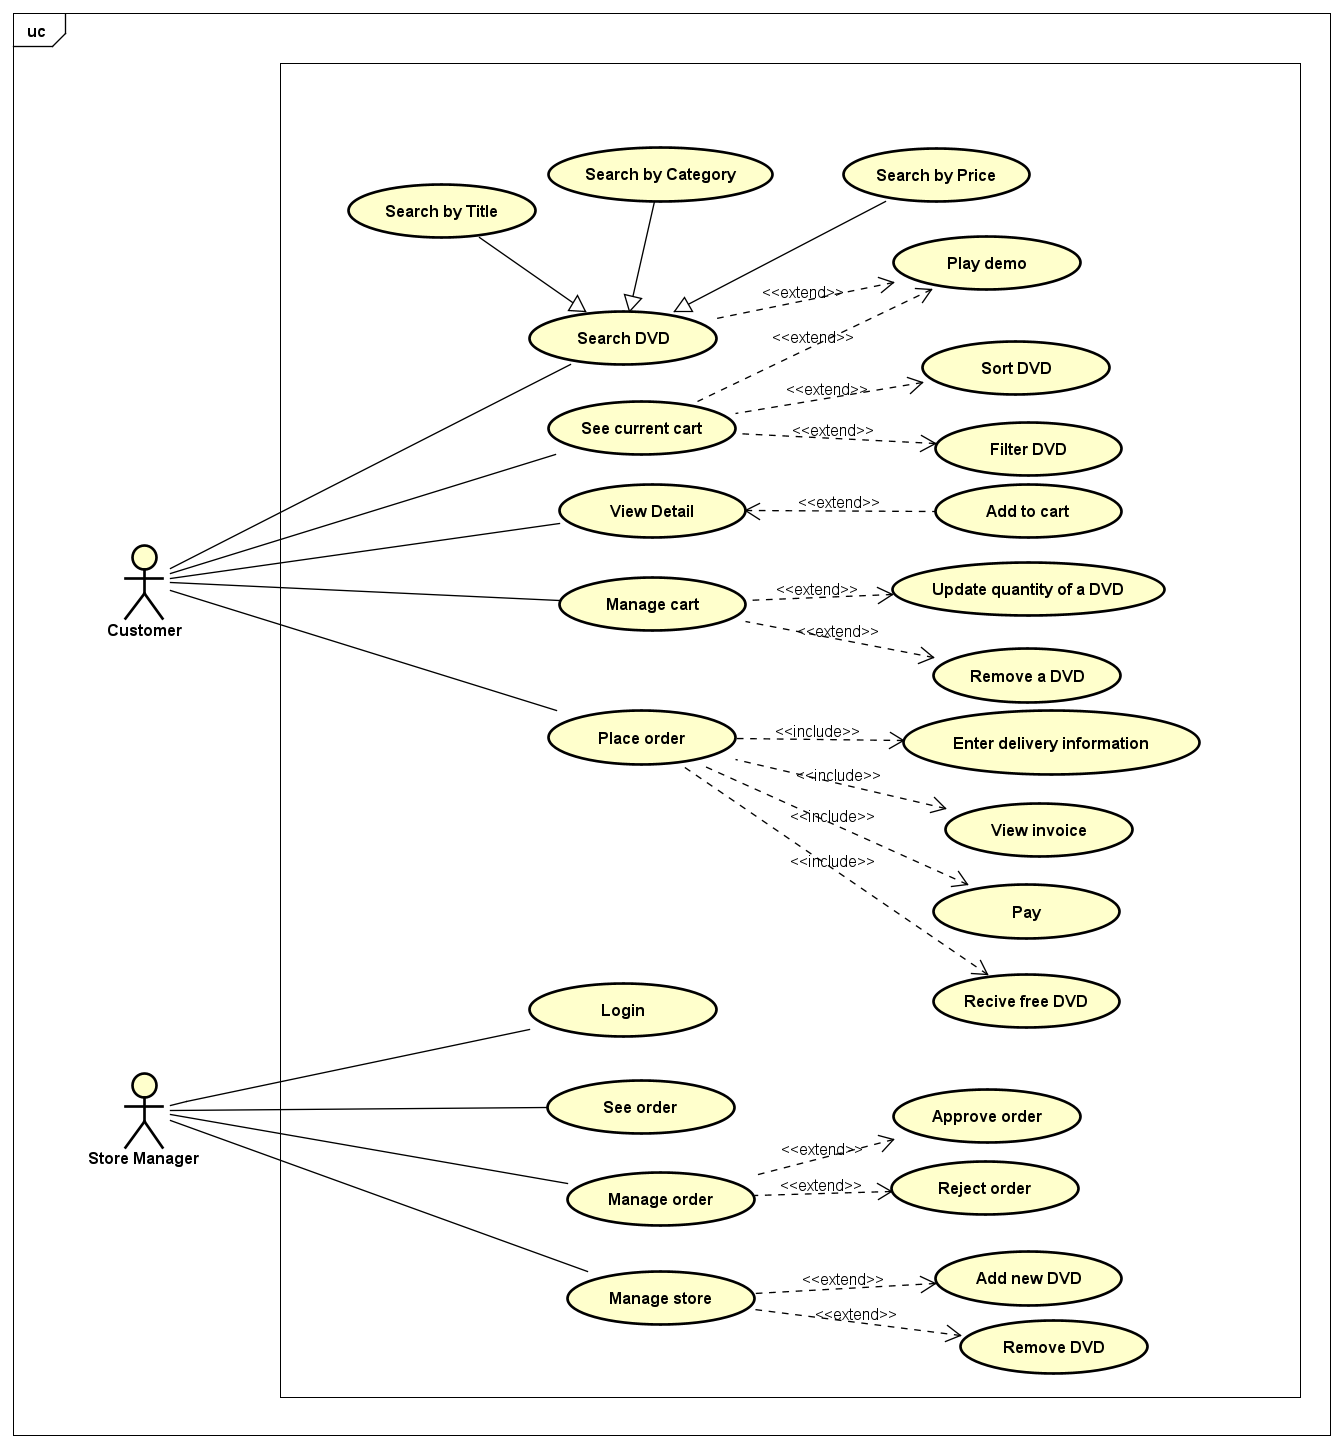 uc
Search by Category
Search by Price
Search by Title
Play demo
<<extend>>
Search DVD
<<extend>>
Sort DVD
<<extend>>
See current cart
<<extend>>
Filter DVD
View Detail
<<extend>>
Add to cart
Manage cart
<<extend>>
Update quantity of a DVD
<<extend>>
Customer
Remove a DVD
Place order
<<include>>
Enter delivery information
<<include>>
<<include>>
View invoice
<<include>>
Pay
Recive free DVD
Login
See order
Approve order
<<extend>>
Store Manager
Manage order
<<extend>>
Reject order
Manage store
<<extend>>
Add new DVD
<<extend>>
Remove DVD